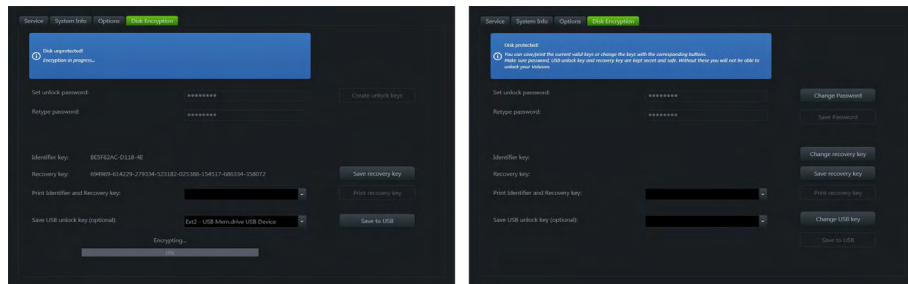 Service System Info Options Disk Encryption
Disk unprotected!
Encryption in progress...
Set unlock password:
********
Create unlock keys
Retype password:
********
Identifier key: BE5F62AC-D118-4E
Recovery key: 694969-614229-279334-523182-025388-154517-686334-358072
Save recovery key
Print Identifier and Recovery key:
Print recovery key
Save USB unlock key (optional):
Ext2 - USB Mem.drive USB Device
Save to USB
Encrypting...
0%
Service System Info Options Disk Encryption
Disk protected!
You can save/print the current valid keys or change the keys with the corresponding buttons.
Make sure password, USB unlock key and recovery key are kept secret and safe. Without these you will not be able to
unlock your Voluson.
Set unlock password:
********
Change Password
Retype password:
********
Save Password
Identifier key:
Change recovery key
Recovery key:
Save recovery key
Print Identifier and Recovery key:
Print recovery key
Save USB unlock key (optional):
Change USB key
Save to USB